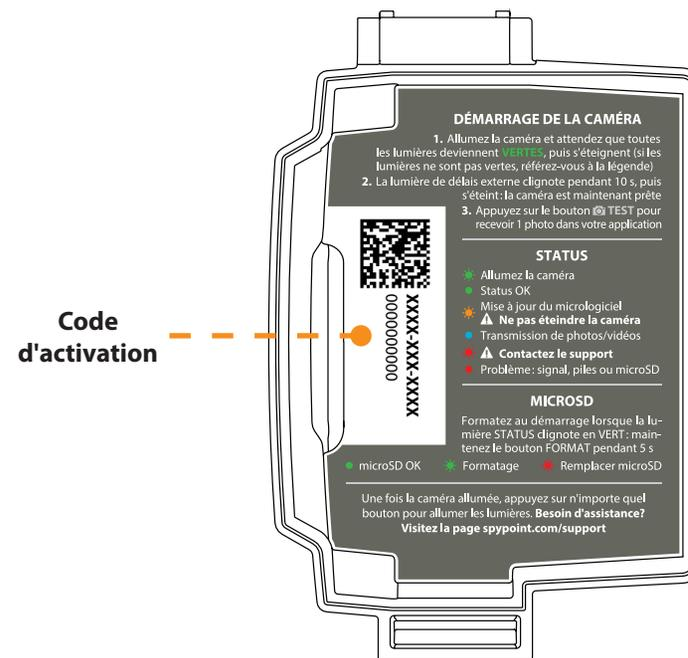 DÉMARRAGE DE LA CAMÉRA
1. Allumez la caméra et attendez que toutes
les lumières deviennent VERTES, puis s'éteignent (si les
lumières ne sont pas vertes, référez-vous à la légende)
2. La lumière de délais externe clignote pendant 10 s, puis
s'éteint : la caméra est maintenant prête
3. Appuyez sur le bouton TEST pour
recevoir 1 photo dans votre application
STATUS
Allumez la caméra
Status OK
Mise à jour du micrologiciel
Ne pas éteindre la caméra
Transmission de photos/vidéos
Contactez le support
Problème : signal, piles ou microSD
MICROSD
Formatez au démarrage lorsque la lu-
mière STATUS clignote en VERT : main-
tenez le bouton FORMAT pendant 5 s
microSD OK Formatage Remplacer microSD
Une fois la caméra allumée, appuyez sur n'importe quel
bouton pour allumer les lumières. Besoin d'assistance?
Visitez la page spypoint.com/support
XXXX-XXX-XXXX
0000000000
Code
d'activation